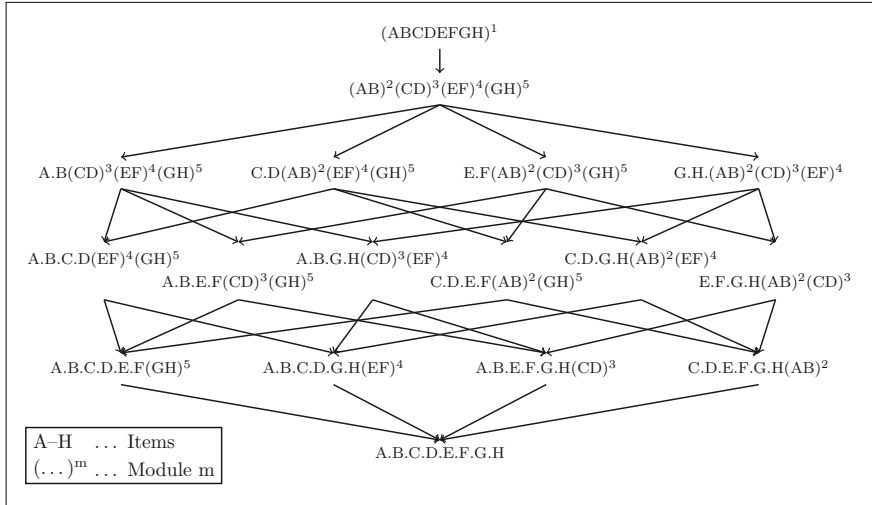 (ABCDEFGH)¹
(AB)²(CD)³(EF)⁴(GH)⁵
A.B(CD)³(EF)⁴(GH)⁵ C.D(AB)²(EF)⁴(GH)⁵ E.F(AB)²(CD)³(GH)⁵ G.H.(AB)²(CD)³(EF)⁴
A.B.C.D(EF)⁴(GH)⁵ A.B.G.H(CD)³(EF)⁴ C.D.G.H(AB)²(EF)⁴
A.B.E.F(CD)³(GH)⁵ C.D.E.F(AB)²(GH)⁵ E.F.G.H(AB)²(CD)³
A.B.C.D.E.F(GH)⁵ A.B.C.D.G.H(EF)⁴ A.B.E.F.G.H(CD)³ C.D.E.F.G.H(AB)²
A.B.C.D.E.F.G.H
A–H ... Items
(...)ᵐ ... Module m